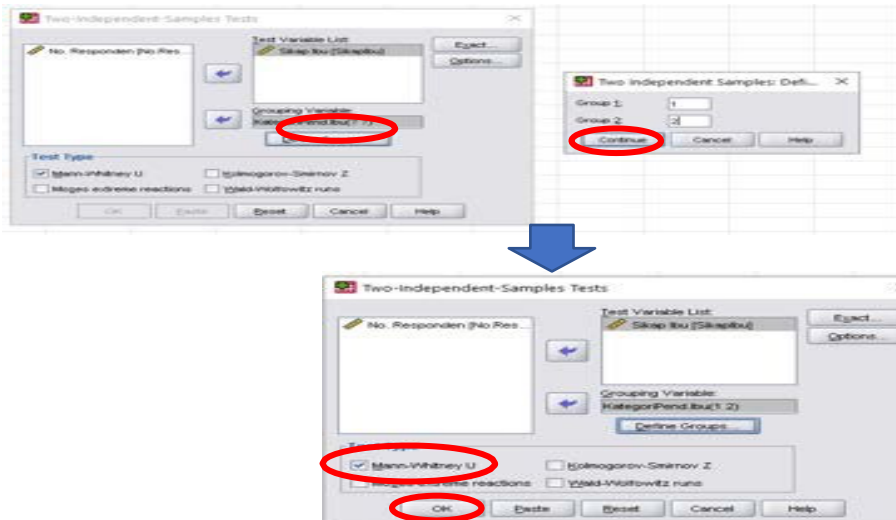 Two-Independent-Samples Tests
No. Responden [No.Res...
Test Variable List:
Sikap Ibu [SikapIbu]
Exact...
Options...
Grouping Variable:
Test Type
Mann-Whitney U
Kolmogorov-Smirnov Z
Moses extreme reactions
Wald-Wolfowitz runs
OK
Paste
Reset
Cancel
Help
Two Independent Samples: Defi...
Group 1:
1
Group 2:
2
Continue
Cancel
Help
Two-Independent-Samples Tests
No. Responden [No.Res...
Test Variable List:
Sikap Ibu [SikapIbu]
Exact...
Options...
Grouping Variable:
KategoriPend.Ibu(1 2)
Define Groups...
Mann-Whitney U
Kolmogorov-Smirnov Z
Moses extreme reactions
Wald-Wolfowitz runs
OK
Paste
Reset
Cancel
Help